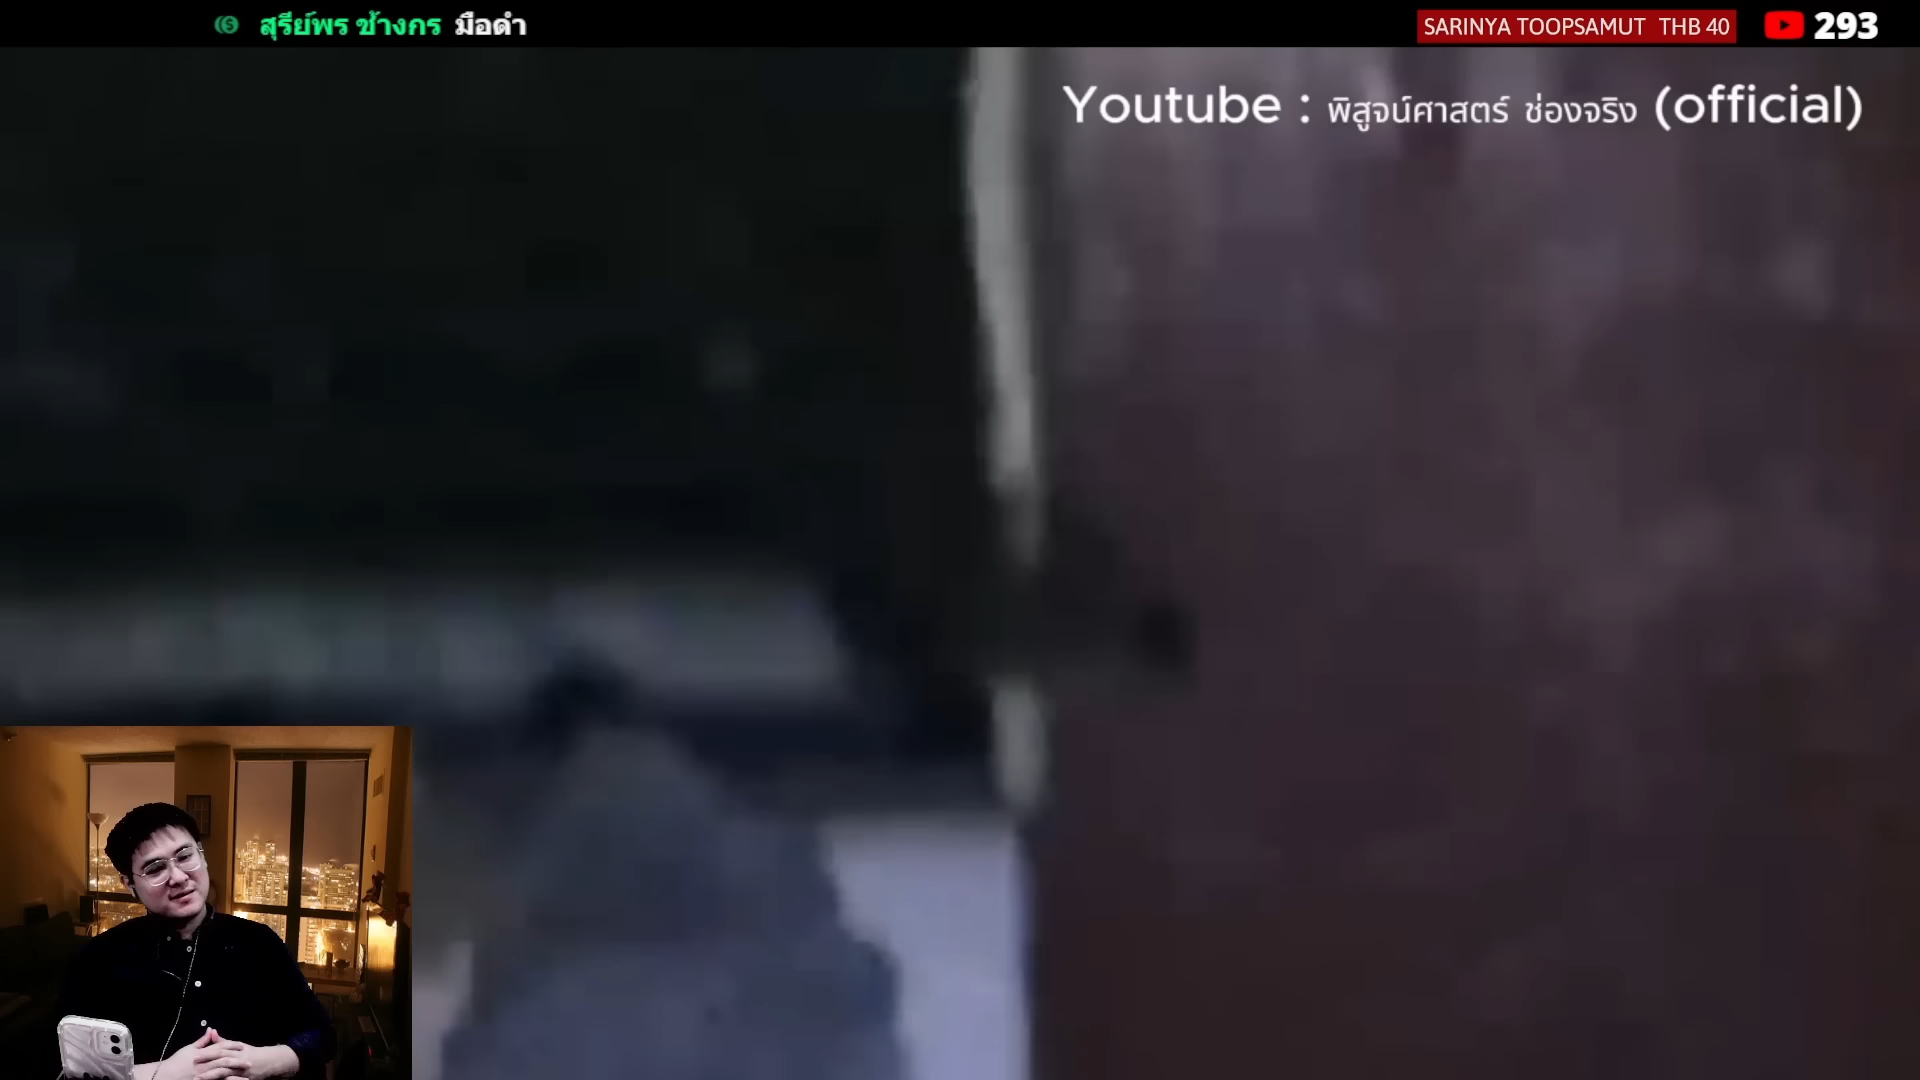 สุรีย์พร ช้างกร มือดำ
SARINYA TOOPSAMUT THB 40
293
Youtube : พิสูจน์ศาสตร์ ช่องจริง (official)